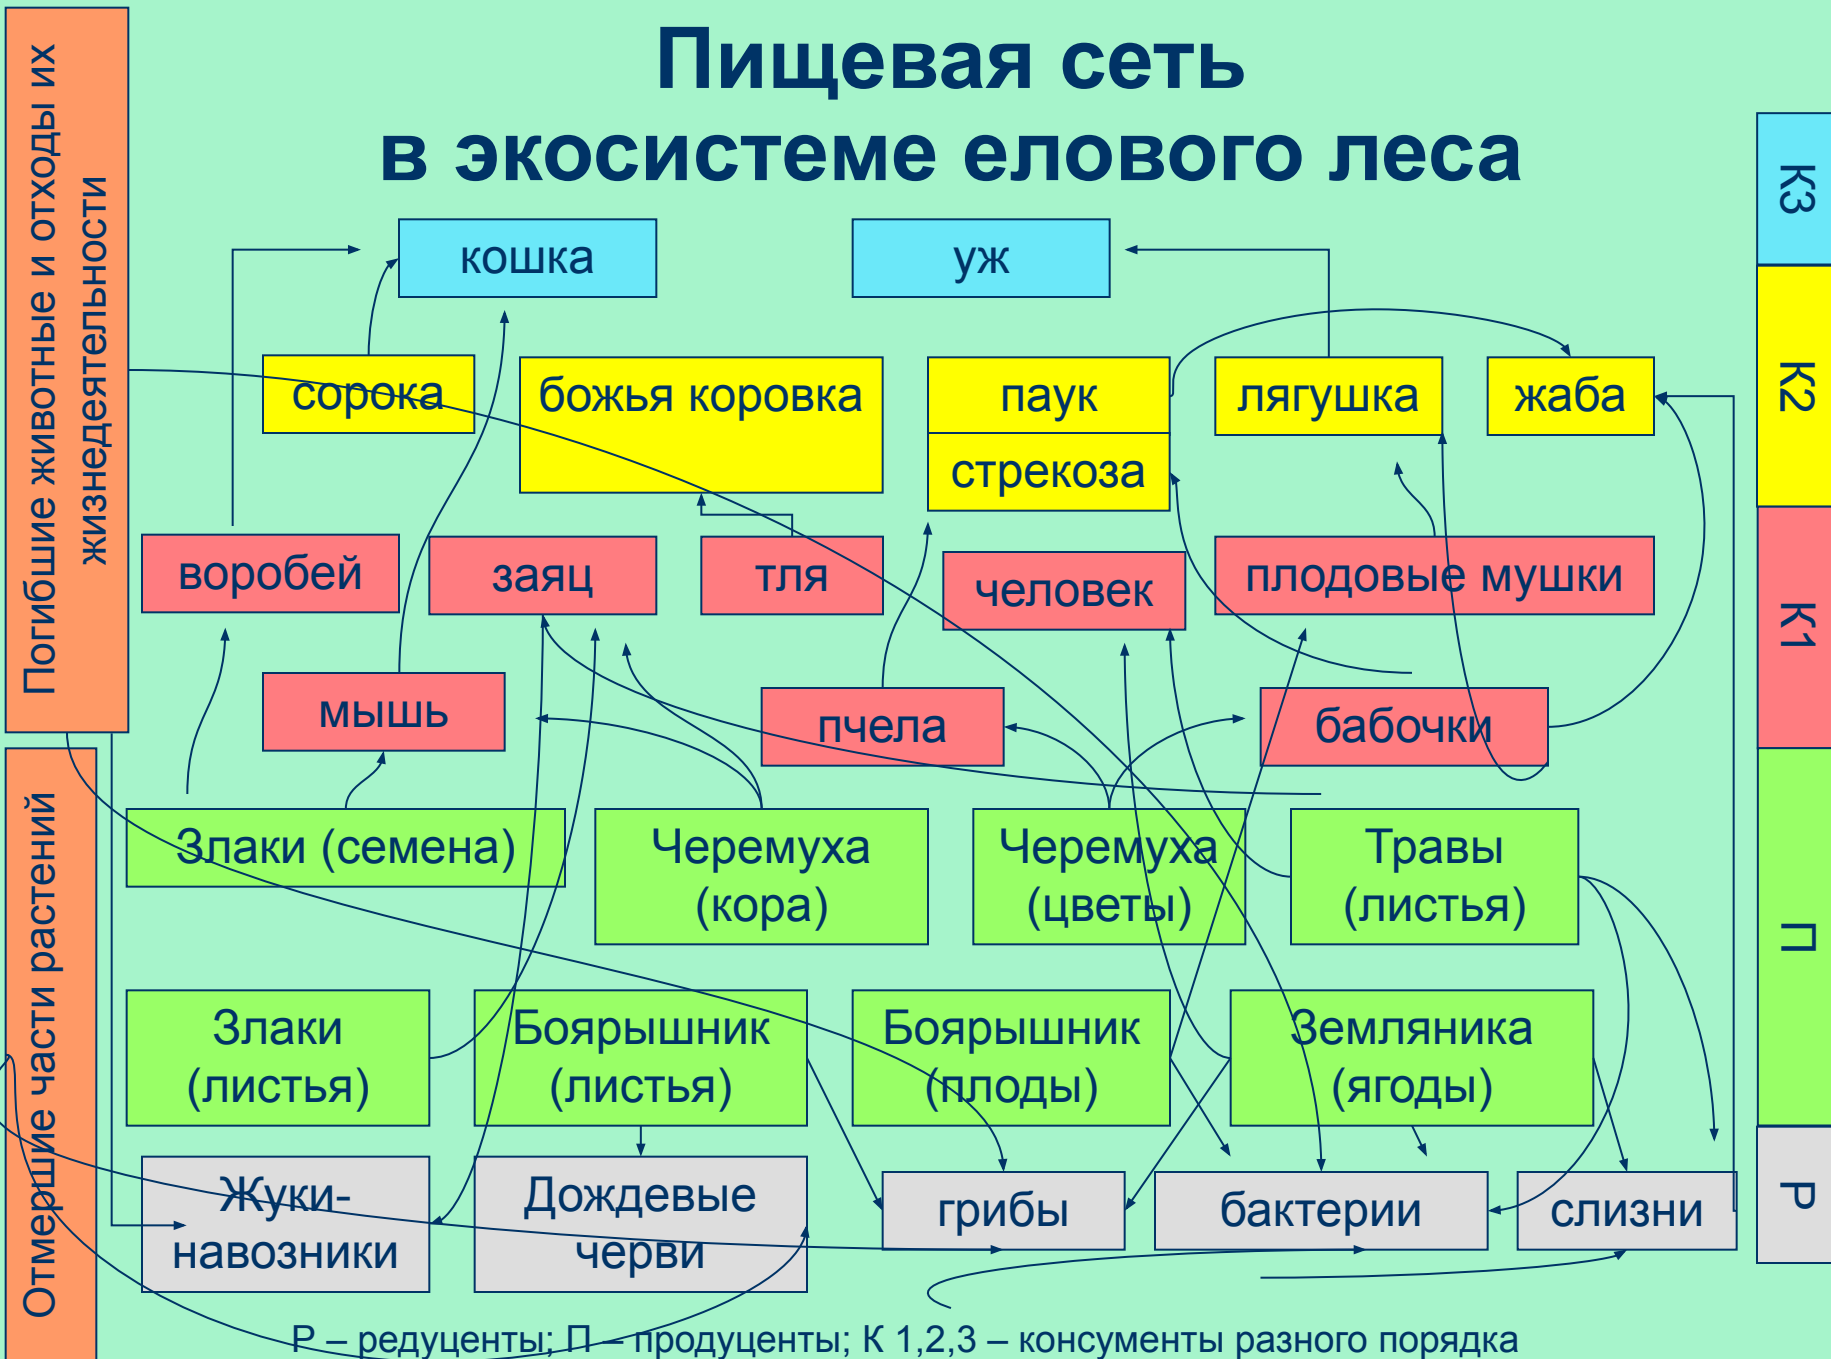 Пищевая сеть
в экосистеме елового леса
Погибшие животные и отходы их
жизнедеятельности
Отмершие части растений
кошка
уж
сорока
божья коровка
паук
стрекоза
лягушка
жаба
воробей
заяц
тля
человек
плодовые мушки
мышь
пчела
бабочки
Злаки (семена)
Черемуха
(кора)
Черемуха
(цветы)
Травы
(листья)
Злаки
(листья)
Боярышник
(листья)
Боярышник
(плоды)
Земляника
(ягоды)
Жуки-
навозники
Дождевые
черви
грибы
бактерии
слизни
К3
К2
К1
П
Р
Р – редуценты; П – продуценты; К 1,2,3 – консументы разного порядка